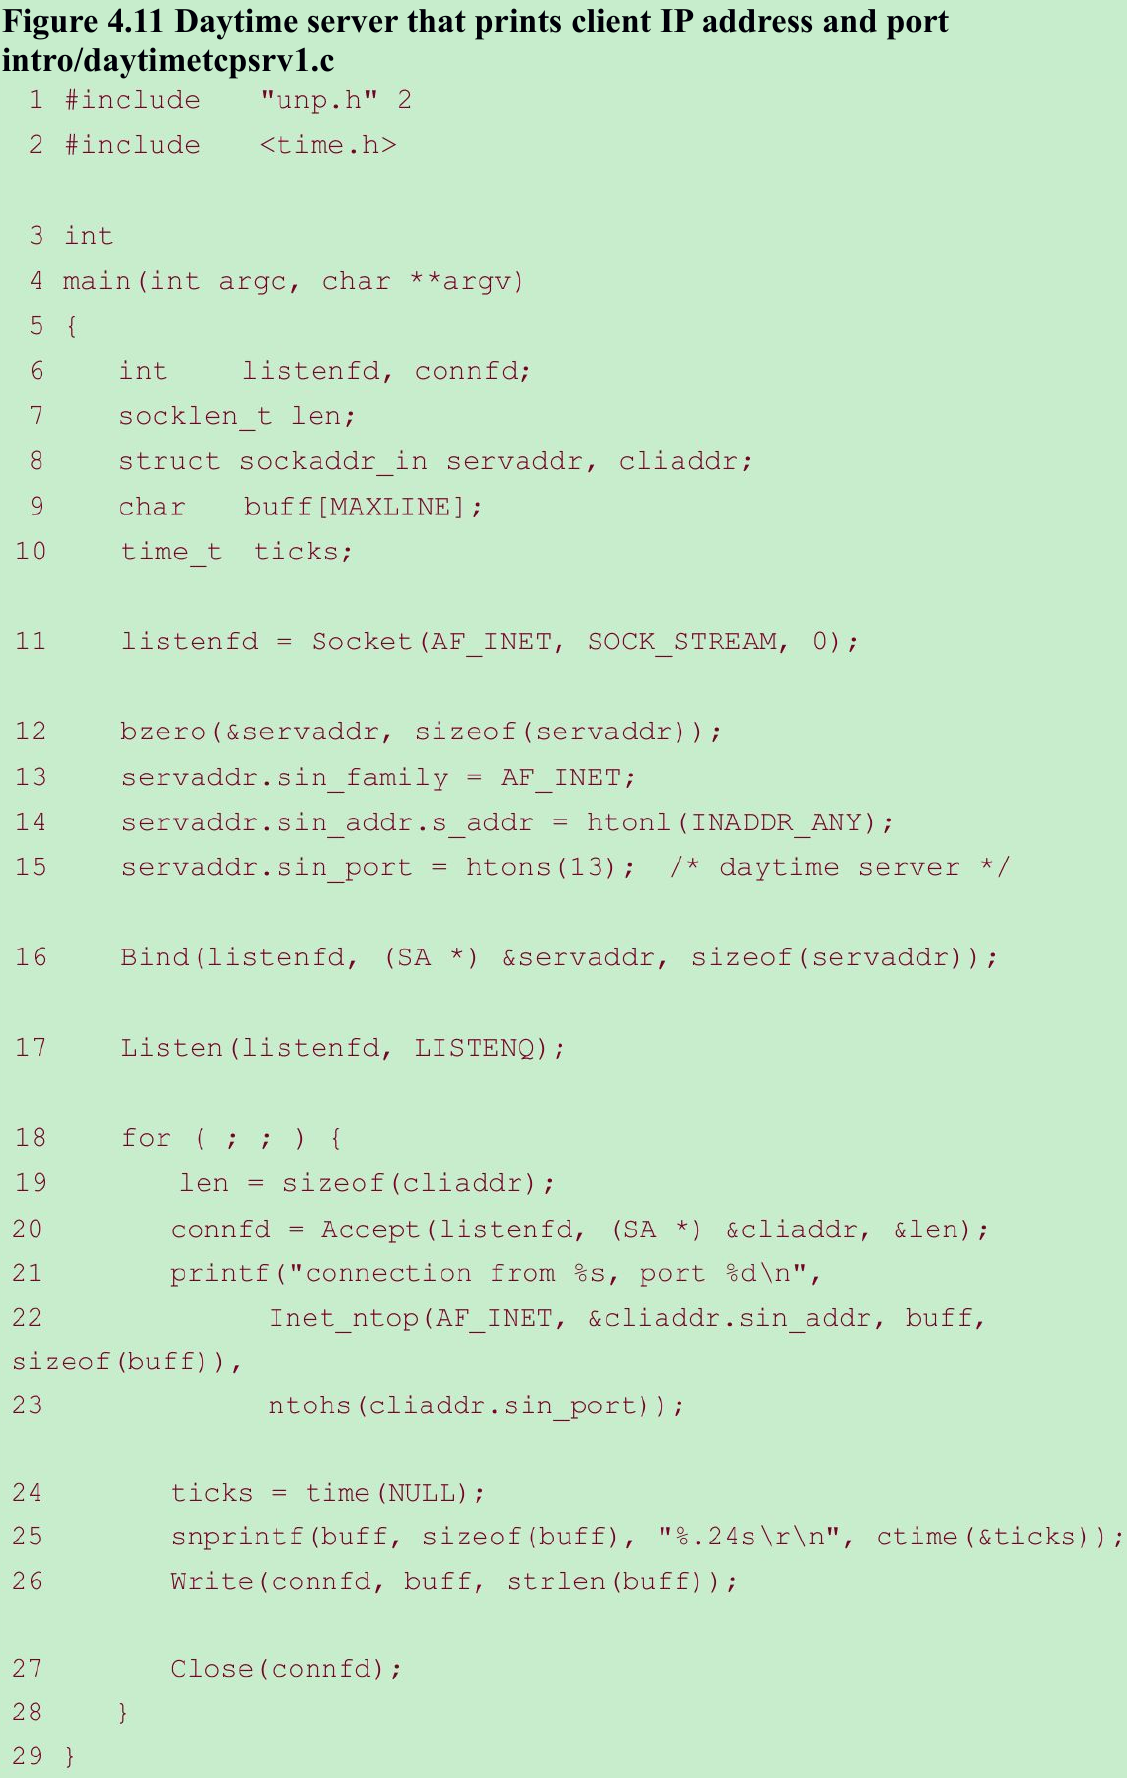 Figure 4.11 Daytime server that prints client IP address and port
intro/daytimetcpsrv1.c
1 #include "unp.h" 2
2 #include <time.h>
3 int
4 main(int argc, char **argv)
5 {
6 int listenfd, connfd;
7 socklen_t len;
8 struct sockaddr_in servaddr, cliaddr;
9 char buff[MAXLINE];
10 time_t ticks;
11 listenfd = Socket(AF_INET, SOCK_STREAM, 0);
12 bzero(&servaddr, sizeof(servaddr));
13 servaddr.sin_family = AF_INET;
14 servaddr.sin_addr.s_addr = htonl(INADDR_ANY);
15 servaddr.sin_port = htons(13); /* daytime server */
16 Bind(listenfd, (SA *) &servaddr, sizeof(servaddr));
17 Listen(listenfd, LISTENQ);
18 for ( ; ; ) {
19 len = sizeof(cliaddr);
20 connfd = Accept(listenfd, (SA *) &cliaddr, &len);
21 printf("connection from %s, port %d\n",
22 Inet_ntop(AF_INET, &cliaddr.sin_addr, buff,
sizeof(buff)),
23 ntohs(cliaddr.sin_port));
24 ticks = time(NULL);
25 snprintf(buff, sizeof(buff), "%.24s\r\n", ctime(&ticks));
26 Write(connfd, buff, strlen(buff));
27 Close(connfd);
28 }
29 }